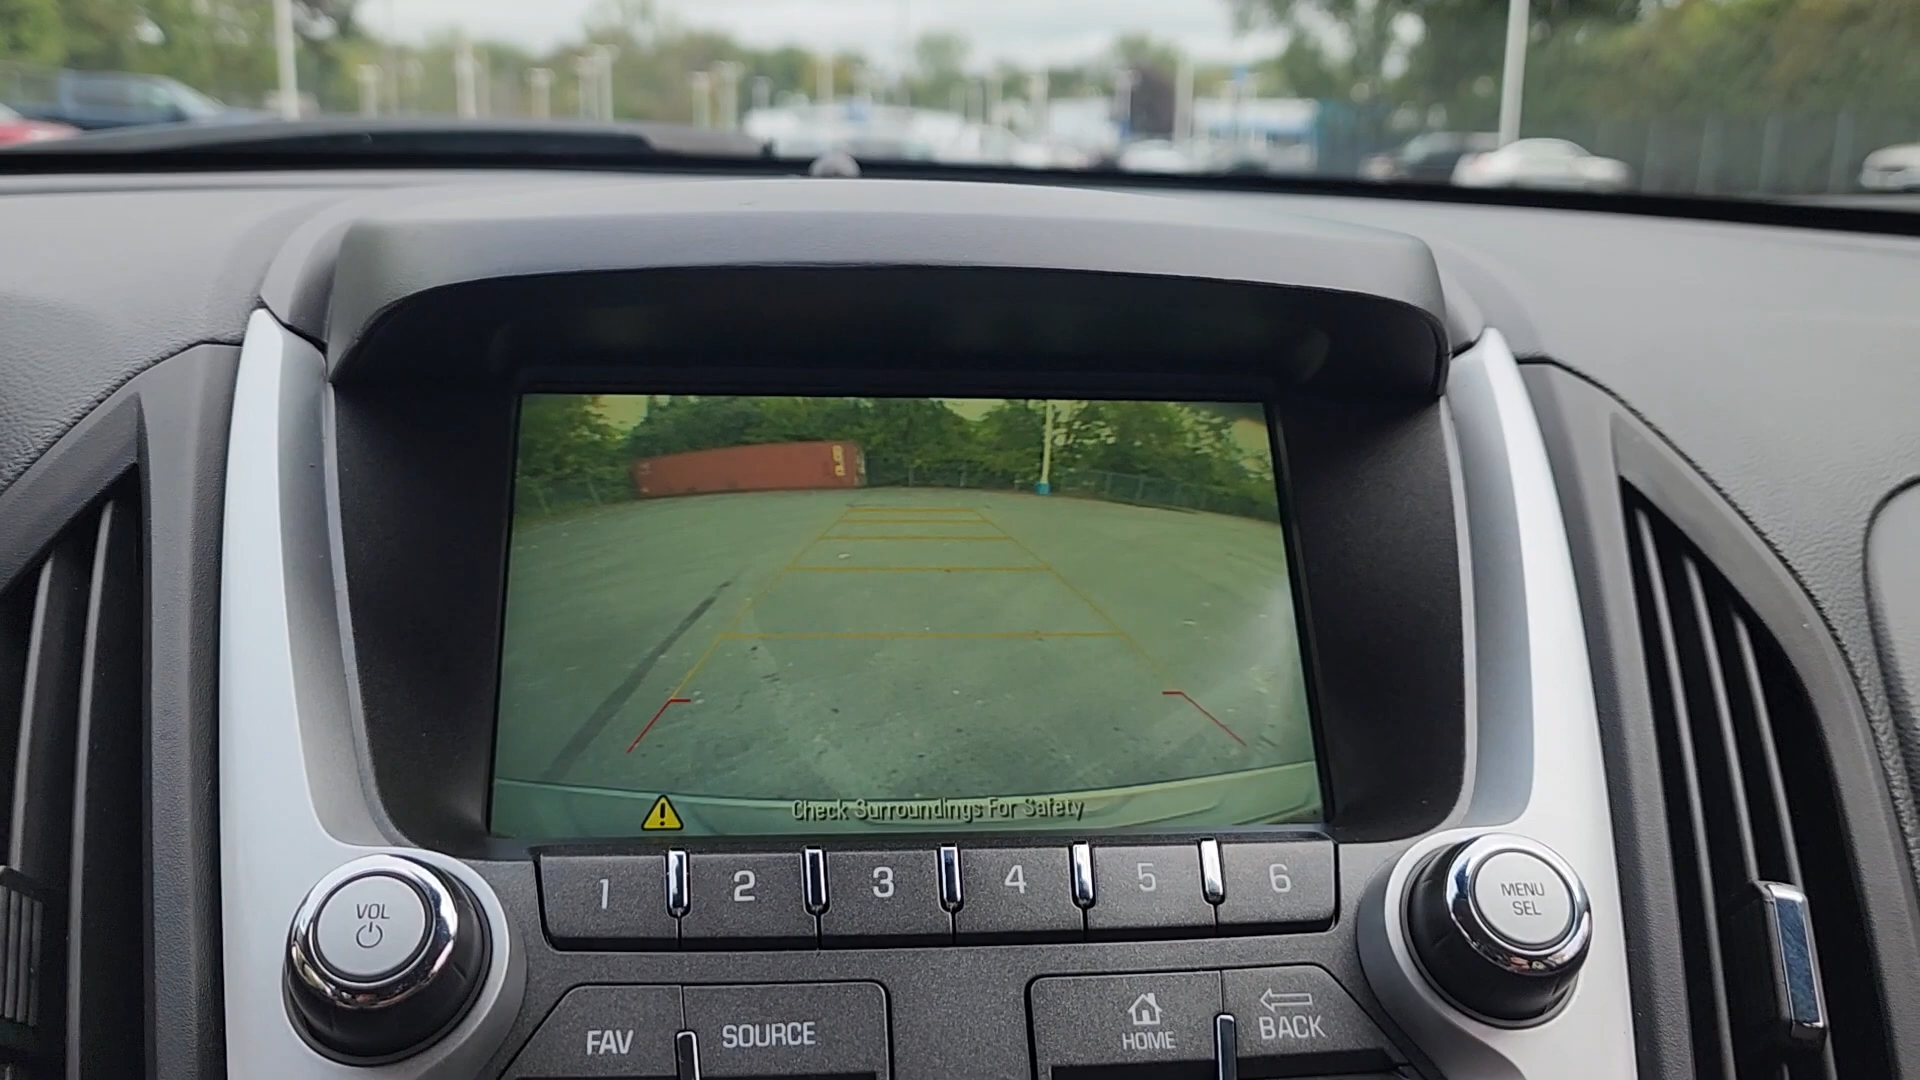 Check Surroundings For Safety
1 2 3 4 5 6
VOL
MENU
SEL
FAV
SOURCE
HOME
BACK